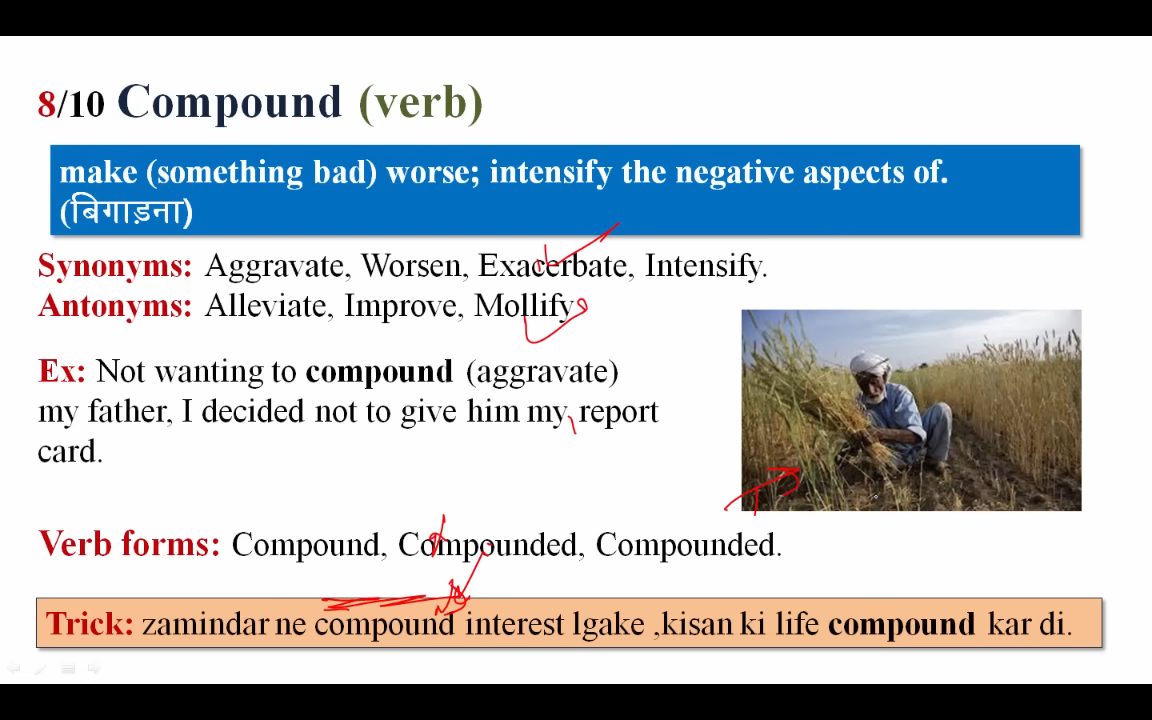 8/10 Compound (verb)
make (something bad) worse; intensify the negative aspects of.
(बिगाड़ना)
Synonyms: Aggravate, Worsen, Exacerbate, Intensify.
Antonyms: Alleviate, Improve, Mollify
Ex: Not wanting to compound (aggravate)
my father, I decided not to give him my report
card.
Verb forms: Compound, Compounded, Compounded.
Trick: zamindar ne compound interest lgake ,kisan ki life compound kar di.